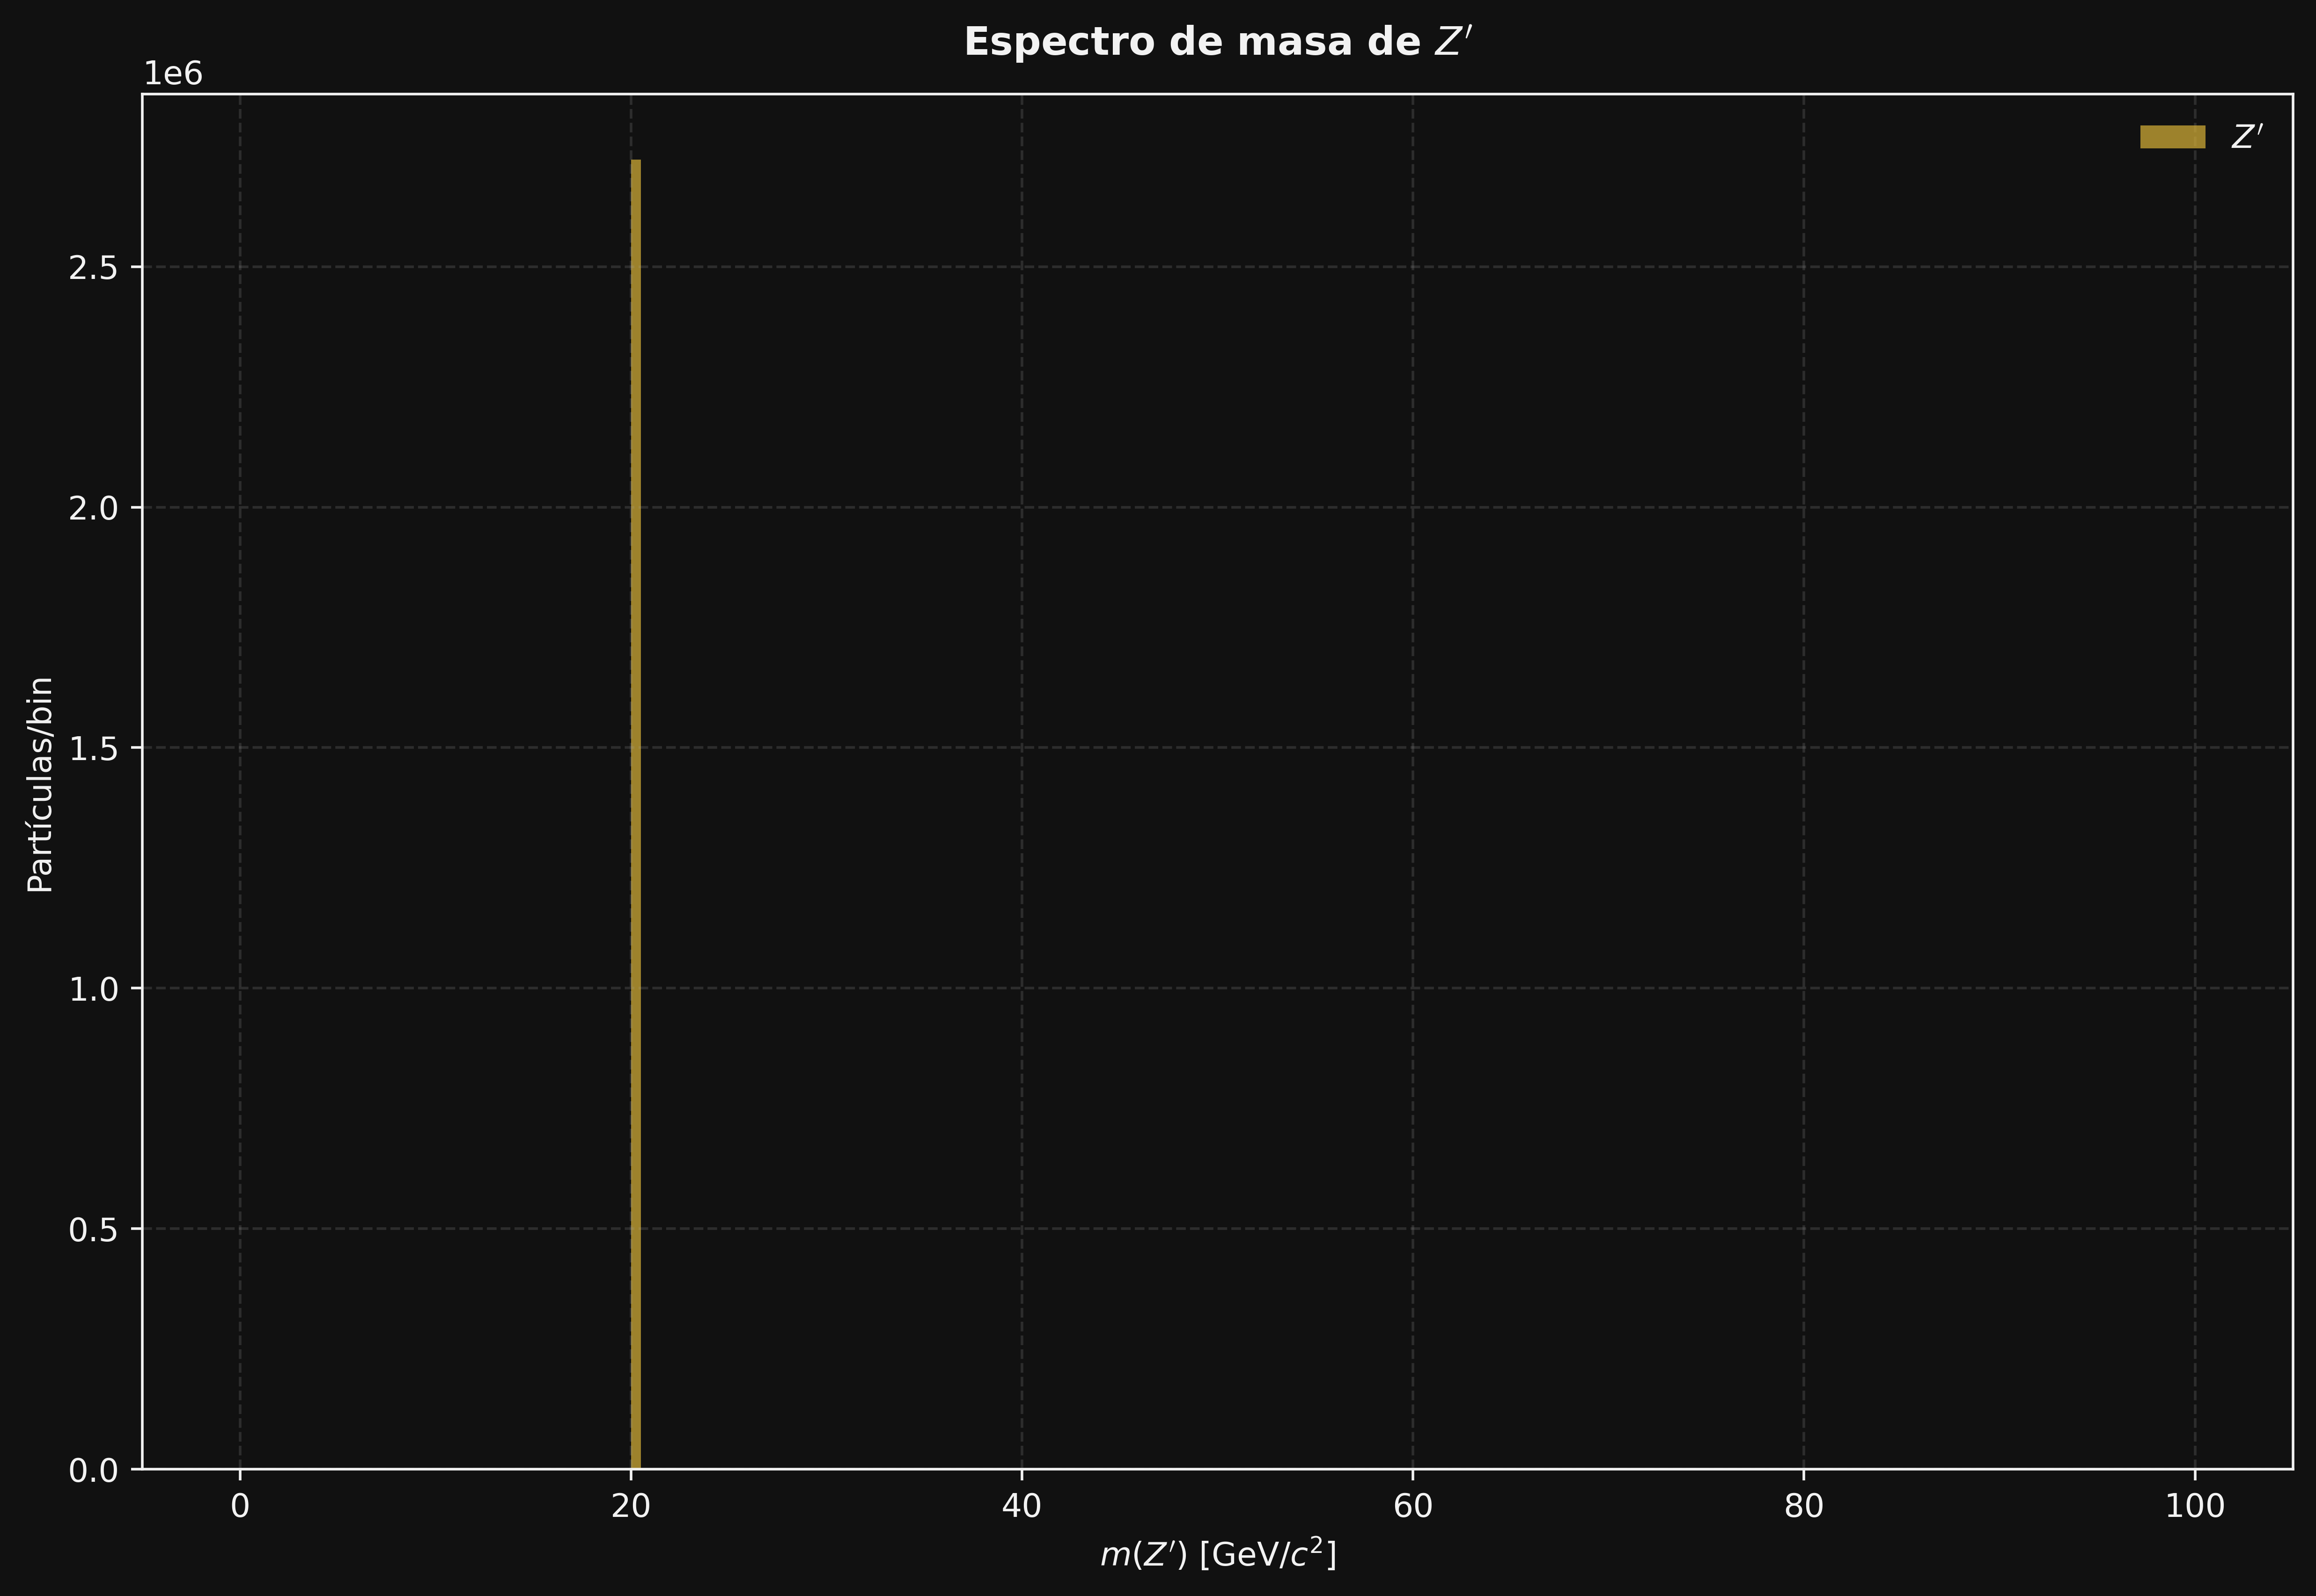 Espectro de masa de Z′
1e6
Z′
2.5
2.0
1.5
1.0
0.5
0.0
Partículas/bin
0 20 40 60 80 100
m(Z′) [GeV/c²]